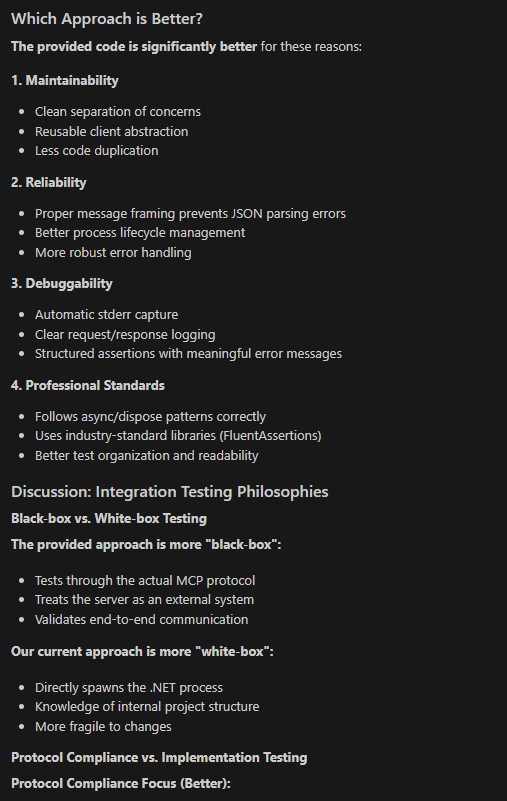 Which Approach is Better?
The provided code is significantly better for these reasons:
1. Maintainability
• Clean separation of concerns
• Reusable client abstraction
• Less code duplication
2. Reliability
• Proper message framing prevents JSON parsing errors
• Better process lifecycle management
• More robust error handling
3. Debuggability
• Automatic stderr capture
• Clear request/response logging
• Structured assertions with meaningful error messages
4. Professional Standards
• Follows async/dispose patterns correctly
• Uses industry-standard libraries (FluentAssertions)
• Better test organization and readability
Discussion: Integration Testing Philosophies
Black-box vs. White-box Testing
The provided approach is more "black-box":
• Tests through the actual MCP protocol
• Treats the server as an external system
• Validates end-to-end communication
Our current approach is more "white-box":
• Directly spawns the .NET process
• Knowledge of internal project structure
• More fragile to changes
Protocol Compliance vs. Implementation Testing
Protocol Compliance Focus (Better):